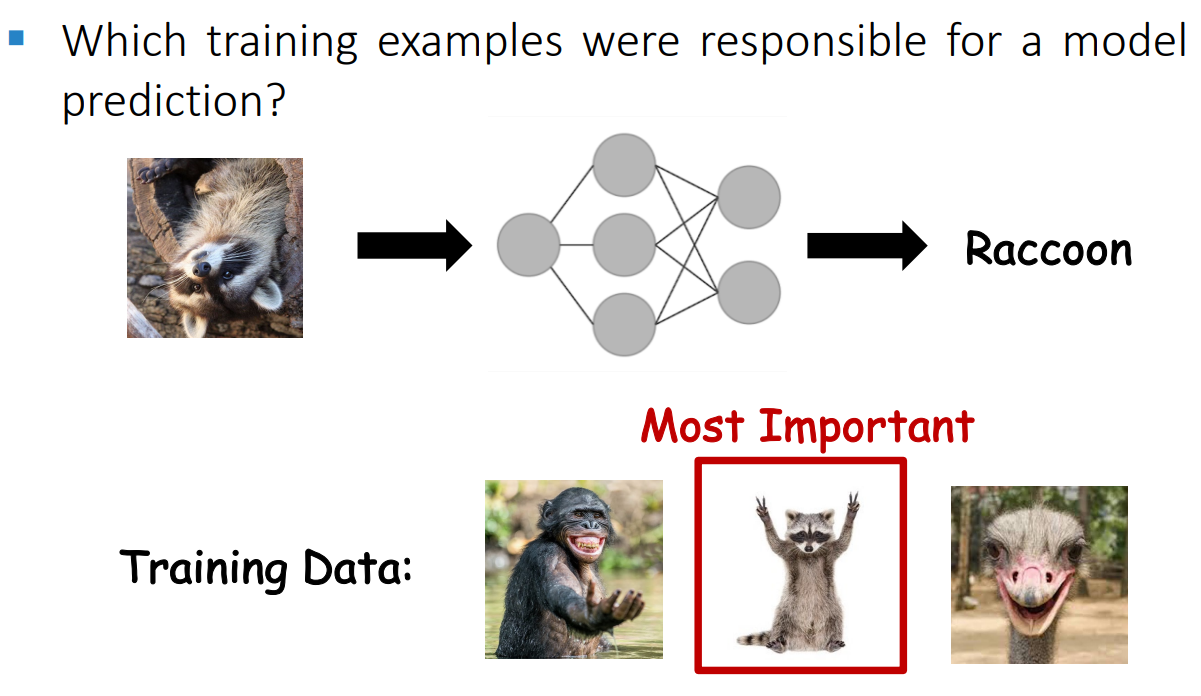 Which training examples were responsible for a model
prediction?
Raccoon
Most Important
Training Data: